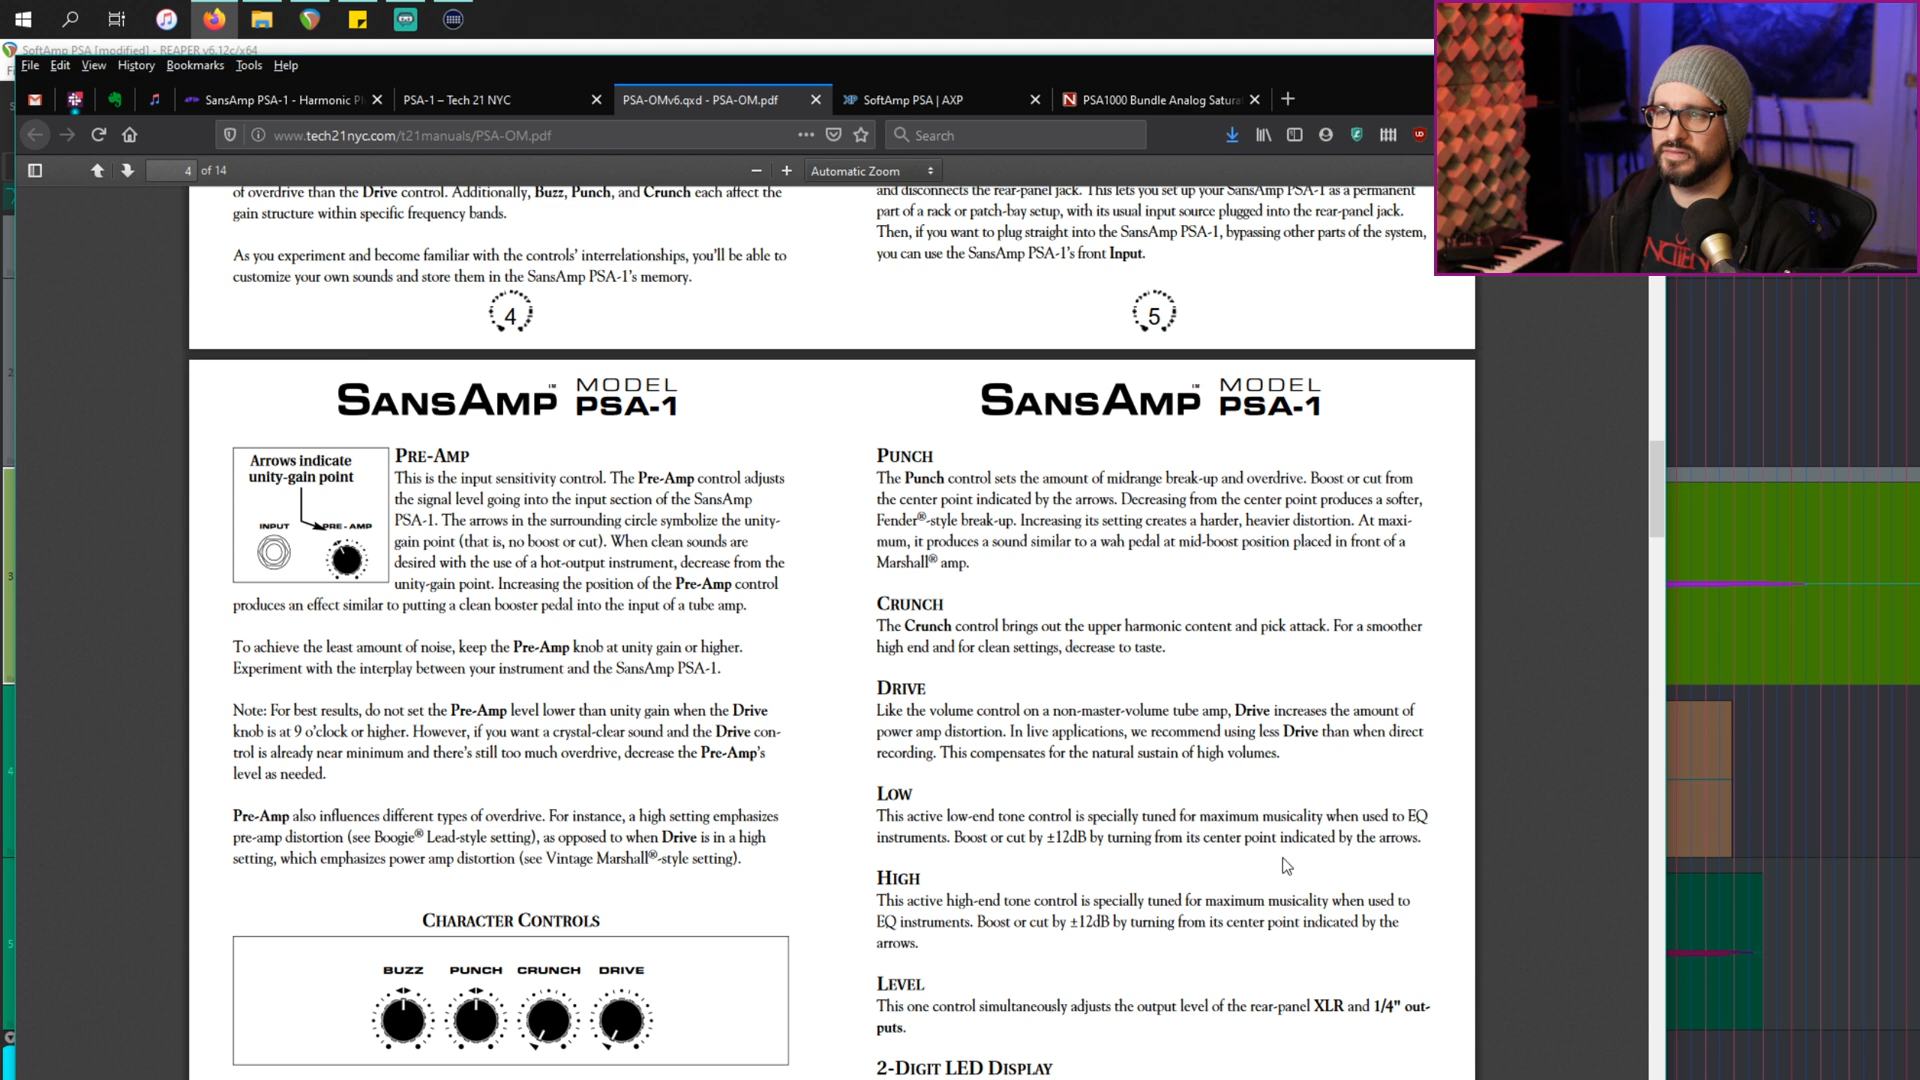 SoftAmp PSA [modified] - REAPER v6.12c/x64
File Edit View History Bookmarks Tools Help
SansAmp PSA-1 - Harmonic P
PSA-1 – Tech 21 NYC
PSA-OMv6.qxd - PSA-OM.pdf
SoftAmp PSA | AXP
PSA1000 Bundle Analog Satura
www.tech21nyc.com/t21manuals/PSA-OM.pdf
Search
4 of 14
Automatic Zoom
of overdrive than the Drive control. Additionally, Buzz, Punch, and Crunch each affect the
gain structure within specific frequency bands.
As you experiment and become familiar with the controls' interrelationships, you'll be able to
customize your own sounds and store them in the SansAmp PSA-1's memory.
4
and disconnects the rear-panel jack. This lets you set up your SansAmp PSA-1 as a permanent
part of a rack or patch-bay setup, with its usual input source plugged into the rear-panel jack.
Then, if you want to plug straight into the SansAmp PSA-1, bypassing other parts of the system,
you can use the SansAmp PSA-1's front Input.
5
SANSAMP™ MODEL PSA-1
Arrows indicate
unity-gain point
INPUT
PRE-AMP
PRE-AMP
This is the input sensitivity control. The Pre-Amp control adjusts
the signal level going into the input section of the SansAmp
PSA-1. The arrows in the surrounding circle symbolize the unity-
gain point (that is, no boost or cut). When clean sounds are
desired with the use of a hot-output instrument, decrease from the
unity-gain point. Increasing the position of the Pre-Amp control
produces an effect similar to putting a clean booster pedal into the input of a tube amp.
To achieve the least amount of noise, keep the Pre-Amp knob at unity gain or higher.
Experiment with the interplay between your instrument and the SansAmp PSA-1.
Note: For best results, do not set the Pre-Amp level lower than unity gain when the Drive
knob is at 9 o'clock or higher. However, if you want a crystal-clear sound and the Drive con-
trol is already near minimum and there's still too much overdrive, decrease the Pre-Amp's
level as needed.
Pre-Amp also influences different types of overdrive. For instance, a high setting emphasizes
pre-amp distortion (see Boogie® Lead-style setting), as opposed to when Drive is in a high
setting, which emphasizes power amp distortion (see Vintage Marshall®-style setting).
CHARACTER CONTROLS
BUZZ PUNCH CRUNCH DRIVE
SANSAMP™ MODEL PSA-1
PUNCH
The Punch control sets the amount of midrange break-up and overdrive. Boost or cut from
the center point indicated by the arrows. Decreasing from the center point produces a softer,
Fender®-style break-up. Increasing its setting creates a harder, heavier distortion. At maxi-
mum, it produces a sound similar to a wah pedal at mid-boost position placed in front of a
Marshall® amp.
CRUNCH
The Crunch control brings out the upper harmonic content and pick attack. For a smoother
high end and for clean settings, decrease to taste.
DRIVE
Like the volume control on a non-master-volume tube amp, Drive increases the amount of
power amp distortion. In live applications, we recommend using less Drive than when direct
recording. This compensates for the natural sustain of high volumes.
LOW
This active low-end tone control is specially tuned for maximum musicality when used to EQ
instruments. Boost or cut by ±12dB by turning from its center point indicated by the arrows.
HIGH
This active high-end tone control is specially tuned for maximum musicality when used to
EQ instruments. Boost or cut by ±12dB by turning from its center point indicated by the
arrows.
LEVEL
This one control simultaneously adjusts the output level of the rear-panel XLR and 1/4" out-
puts.
2-DIGIT LED DISPLAY
2
3
4
5